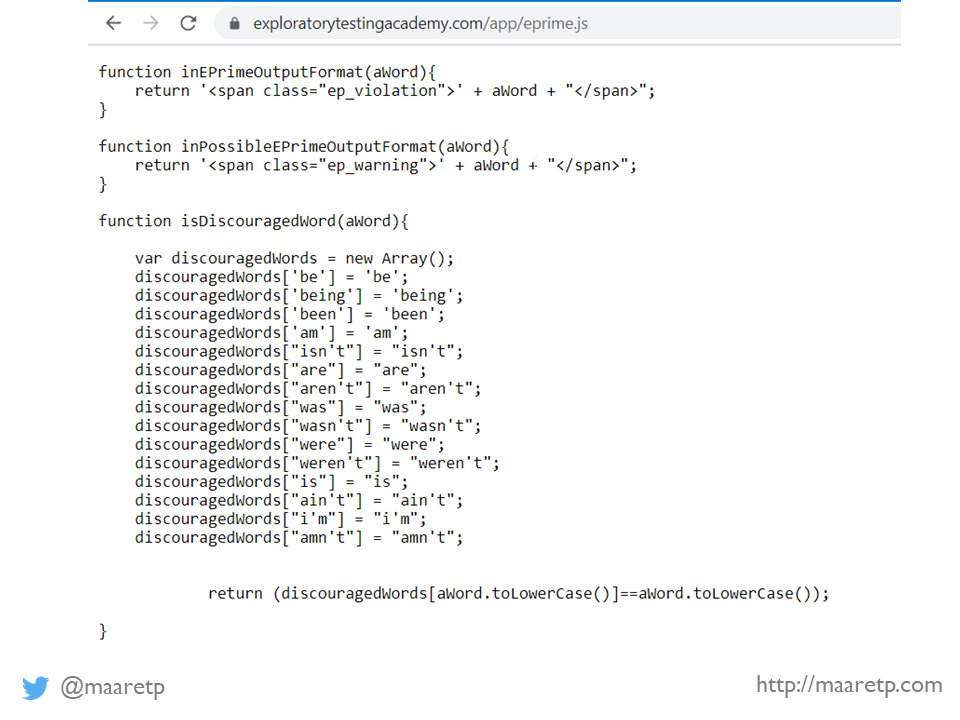 exploratorytestingacademy.com/app/eprime.js
function inEPrimeOutputFormat(aWord){
    return '<span class="ep_violation">' + aWord + "</span>";
}
function inPossibleEPrimeOutputFormat(aWord){
    return '<span class="ep_warning">' + aWord + "</span>";
}
function isDiscouragedWord(aWord){
    var discouragedWords = new Array();
    discouragedWords['be'] = 'be';
    discouragedWords['being'] = 'being';
    discouragedWords['been'] = 'been';
    discouragedWords['am'] = 'am';
    discouragedWords["isn't"] = "isn't";
    discouragedWords["are"] = "are";
    discouragedWords["aren't"] = "aren't";
    discouragedWords["was"] = "was";
    discouragedWords["wasn't"] = "wasn't";
    discouragedWords["were"] = "were";
    discouragedWords["weren't"] = "weren't";
    discouragedWords["is"] = "is";
    discouragedWords["ain't"] = "ain't";
    discouragedWords["i'm"] = "i'm";
    discouragedWords["amn't"] = "amn't";
            return (discouragedWords[aWord.toLowerCase()]==aWord.toLowerCase());
}
@maaretp
http://maaretp.com